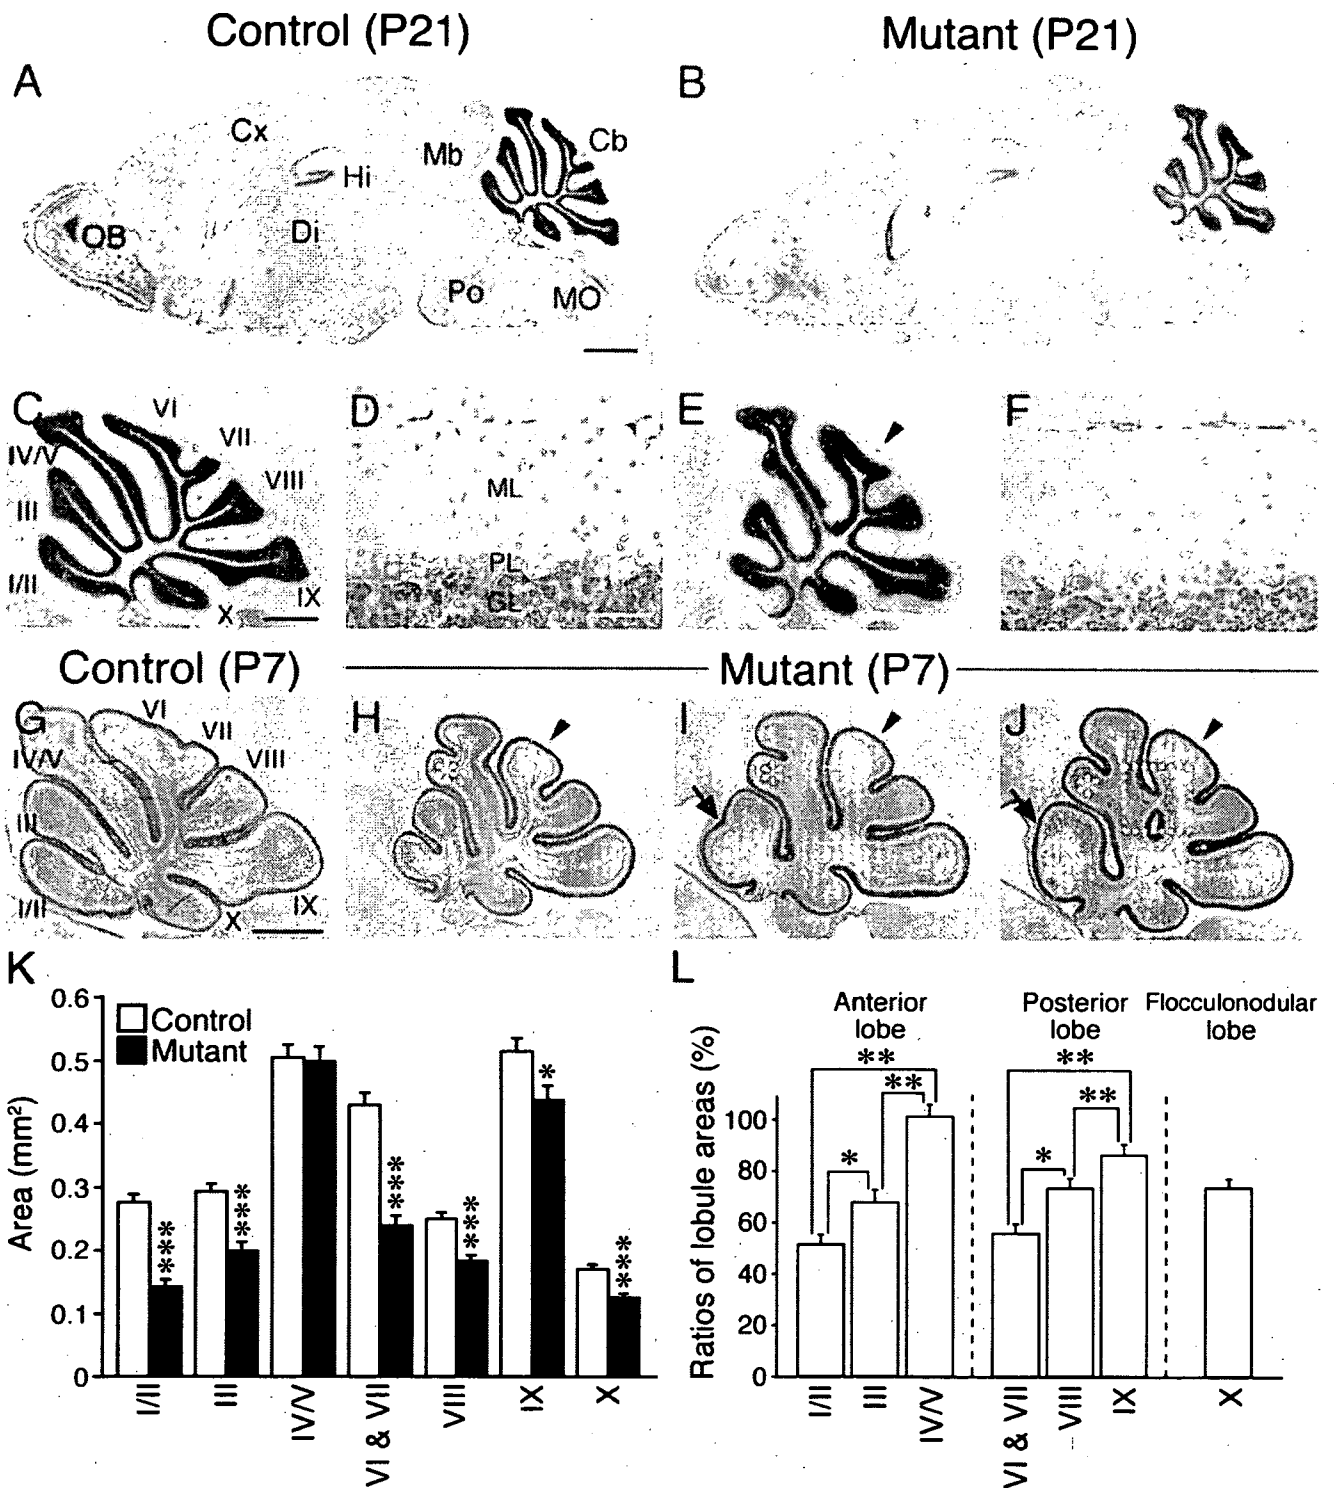 Control (P21)
Mutant (P21)
A
B
Cx
Mb
Cb
Hi
OB
Di
Po
MO
C
VI
VII
VIII
IV/V
III
I/II
X
IX
D
ML
PL
GL
E
F
Control (P7)
Mutant (P7)
G
VI
VII
VIII
IV/V
III
I/II
X
IX
H
I
J
K
Area (mm²)
0.6
0.5
0.4
0.3
0.2
0.1
0
Control
Mutant
***
***
***
***
*
***
I/II
III
IV/V
VI & VII
VIII
IX
X
L
Ratios of lobule areas (%)
Anterior
lobe
Posterior
lobe
Flocculonodular
lobe
**
**
**
**
*
*
100
80
60
40
20
0
I/II
III
IV/V
VI & VII
VIII
IX
X